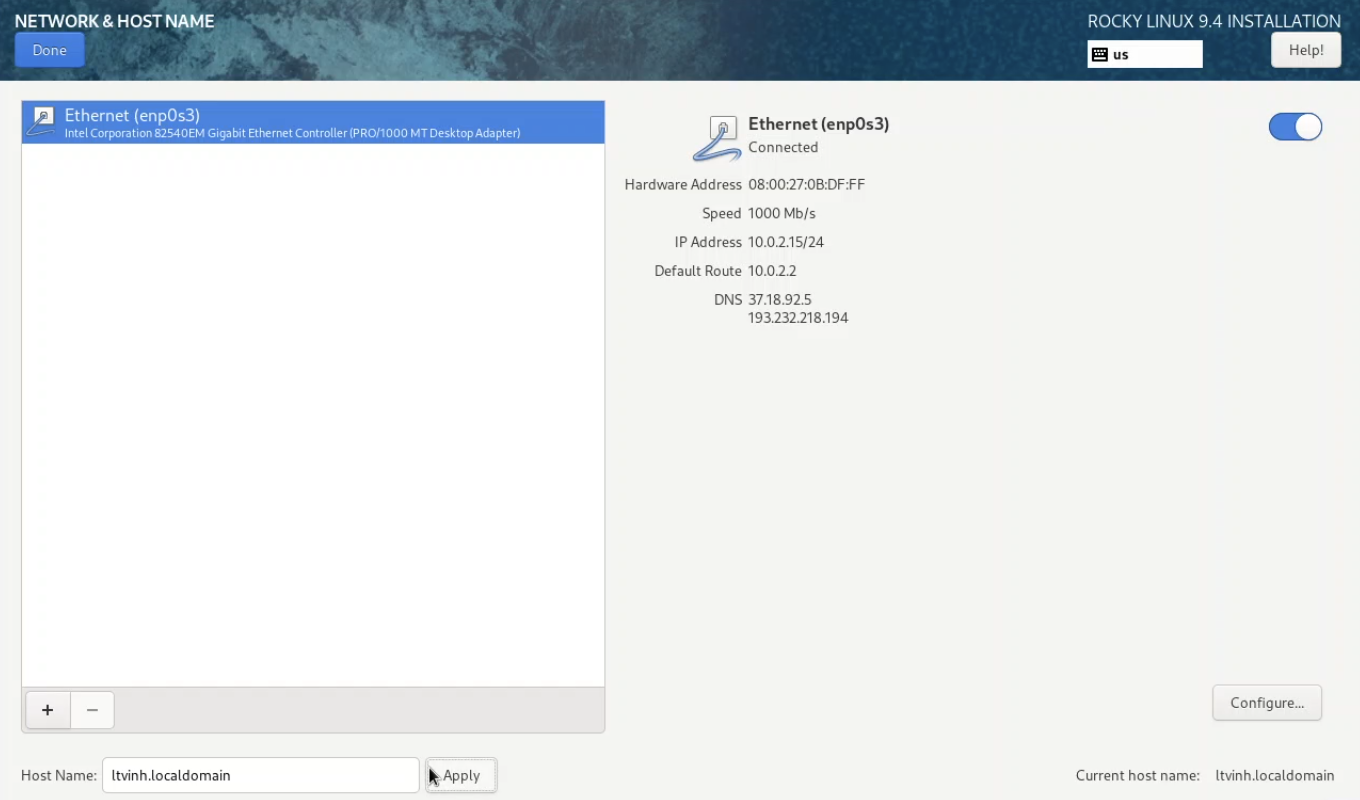 NETWORK & HOST NAME
ROCKY LINUX 9.4 INSTALLATION
Done
us
Help!
Ethernet (enp0s3)
Intel Corporation 82540EM Gigabit Ethernet Controller (PRO/1000 MT Desktop Adapter)
Ethernet (enp0s3)
Connected
Hardware Address 08:00:27:0B:DF:FF
Speed 1000 Mb/s
IP Address 10.0.2.15/24
Default Route 10.0.2.2
DNS 37.18.92.5
193.232.218.194
+ −
Configure...
Host Name: ltvinh.localdomain Apply
Current host name: ltvinh.localdomain